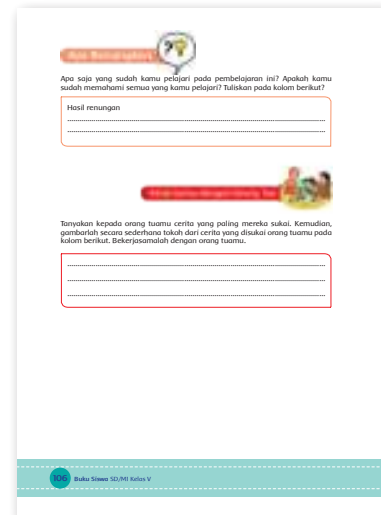 Apa saja yang sudah kamu pelajari pada pembelajaran ini? Apakah kamu
sudah memahami semua yang kamu pelajari? Tuliskan pada kolom berikut?
Hasil renungan
Tanyakan kepada orang tuamu cerita yang paling mereka sukai. Kemudian,
gambarlah secara sederhana tokoh dari cerita yang disukai orang tuamu pada
kolom berikut. Bekerjasamalah dengan orang tuamu.
106 Buku Siswa SD/MI Kelas V